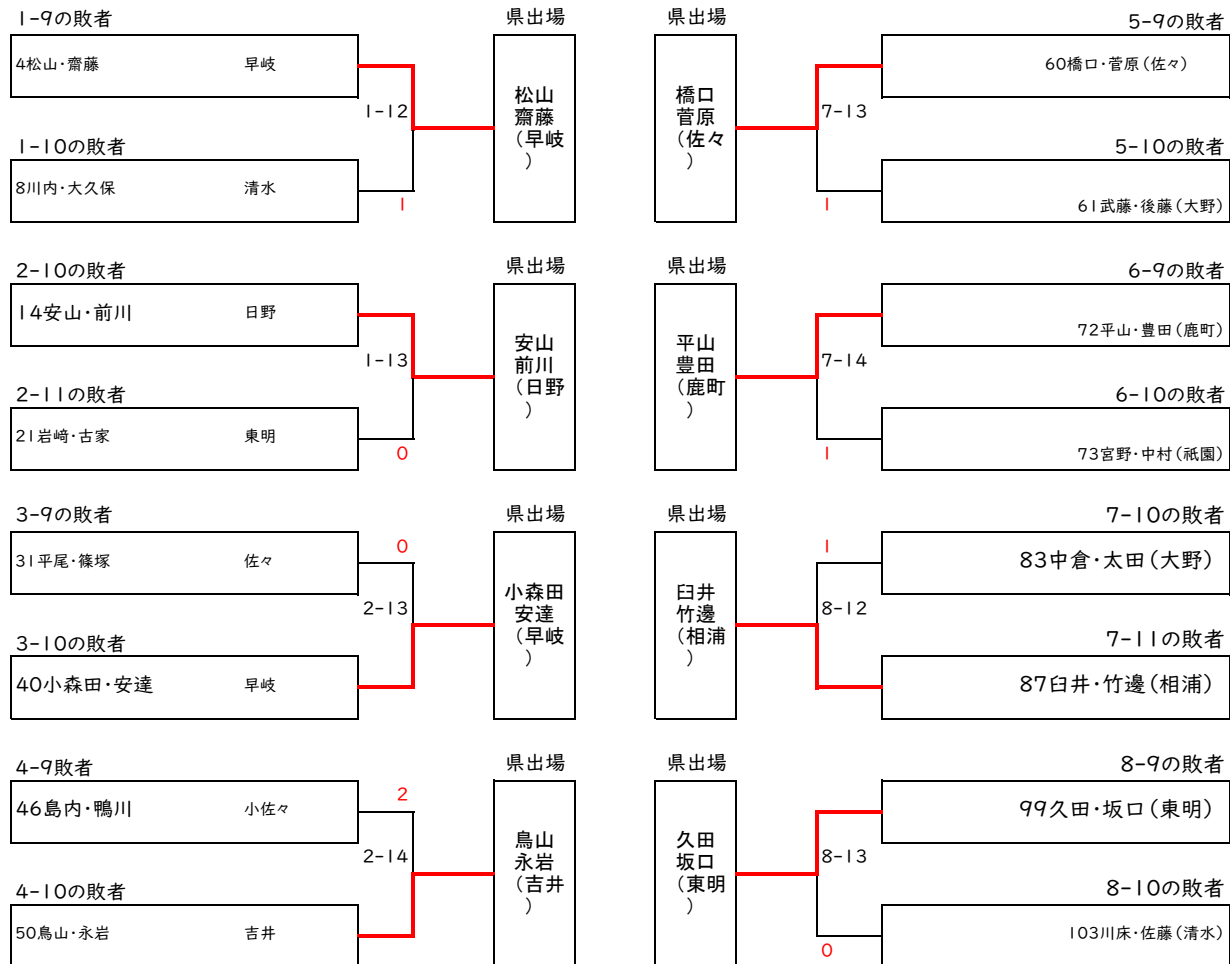 1-9の敗者
4松山・齋藤 早岐
1-12
1-10の敗者
8川内・大久保 清水
1
県出場
松山
齋藤
(早岐
)
2-10の敗者
14安山・前川 日野
1-13
2-11の敗者
21岩﨑・古家 東明
0
県出場
安山
前川
(日野
)
3-9の敗者
0
31平尾・篠塚 佐々
2-13
3-10の敗者
40小森田・安達 早岐
県出場
小森田
安達
(早岐
)
4-9敗者
2
46島内・鴨川 小佐々
2-14
4-10の敗者
50鳥山・永岩 吉井
県出場
鳥山
永岩
(吉井
)
県出場
橋口
菅原
(佐々
)
5-9の敗者
60橋口・菅原(佐々)
7-13
5-10の敗者
61武藤・後藤(大野)
1
県出場
平山
豊田
(鹿町
)
6-9の敗者
72平山・豊田(鹿町)
7-14
6-10の敗者
73宮野・中村(祇園)
1
県出場
臼井
竹邊
(相浦
)
7-10の敗者
1
83中倉・太田(大野)
8-12
7-11の敗者
87臼井・竹邊(相浦)
県出場
久田
坂口
(東明
)
8-9の敗者
99久田・坂口(東明)
8-13
8-10の敗者
103川床・佐藤(清水)
0